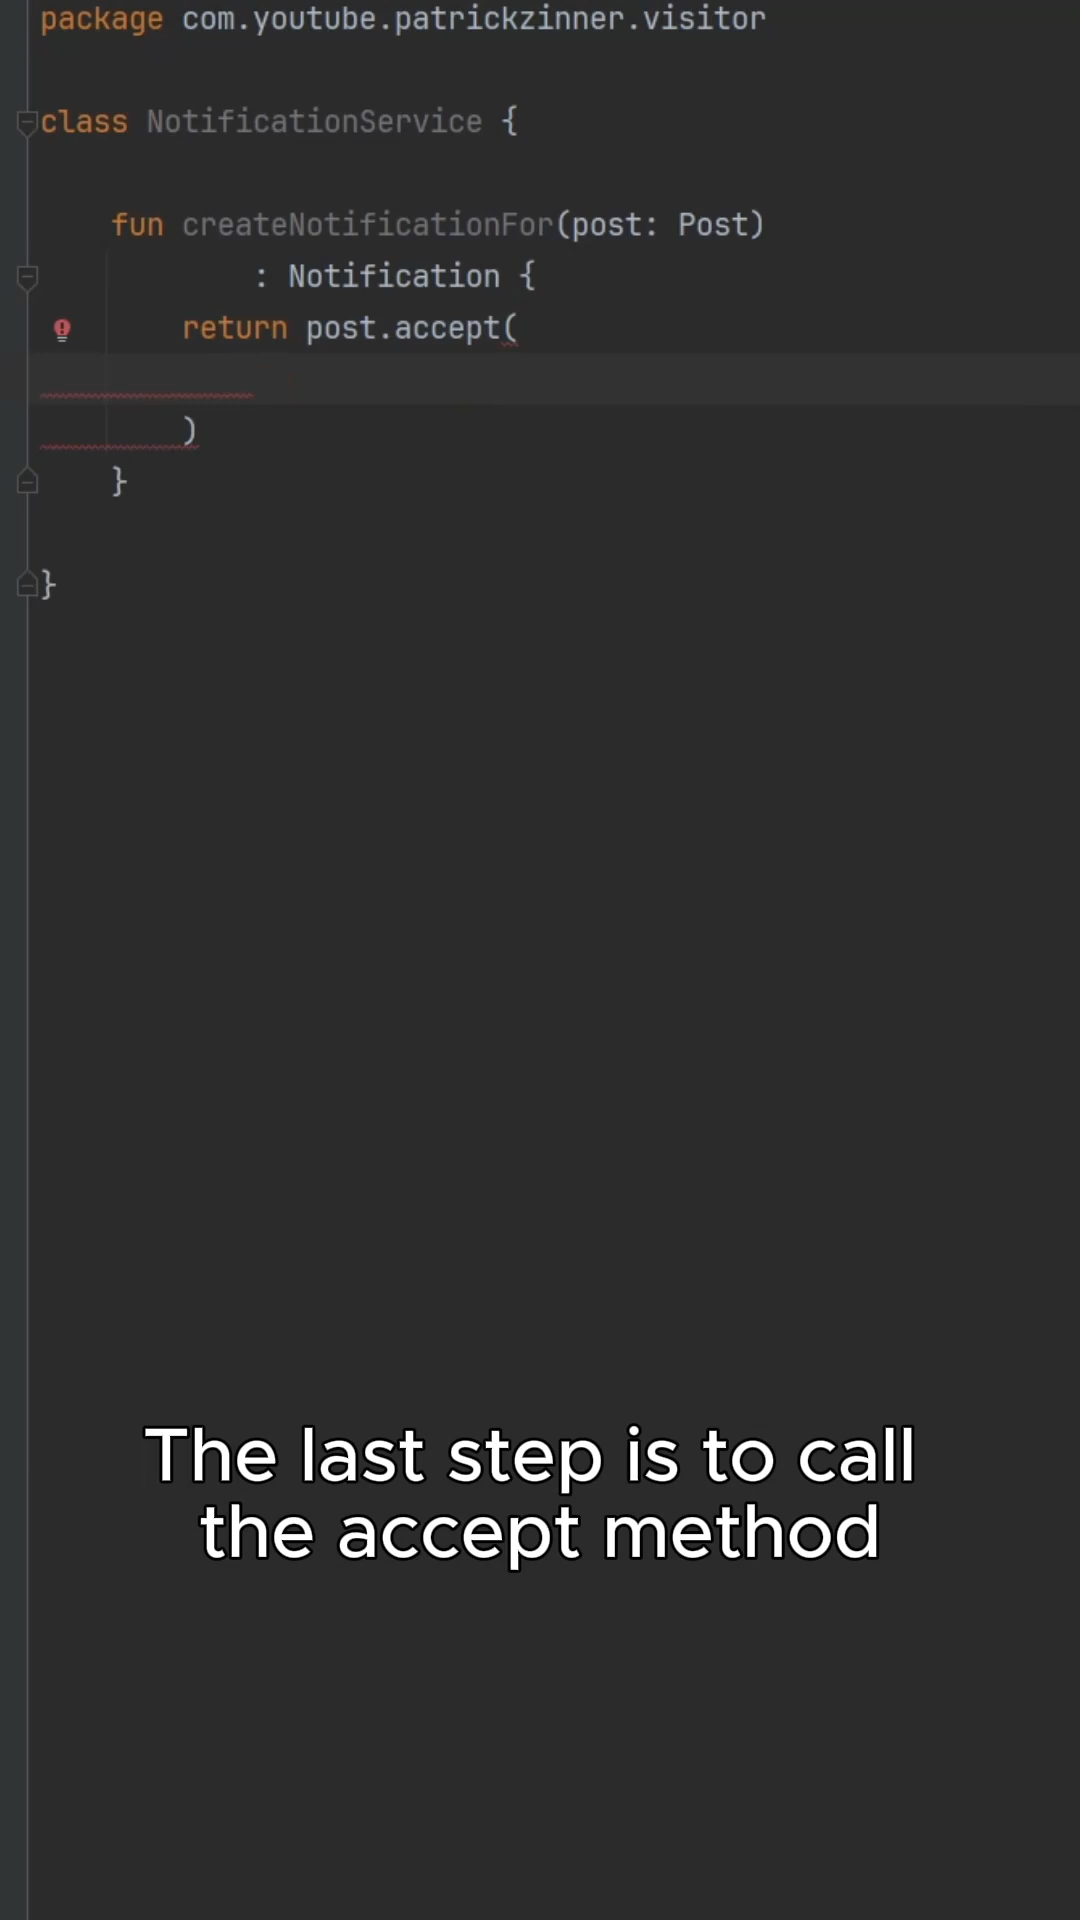 package com.youtube.patrickzinner.visitor
class NotificationService {
fun createNotificationFor(post: Post)
: Notification {
return post.accept(
)
}
}
The last step is to call
the accept method